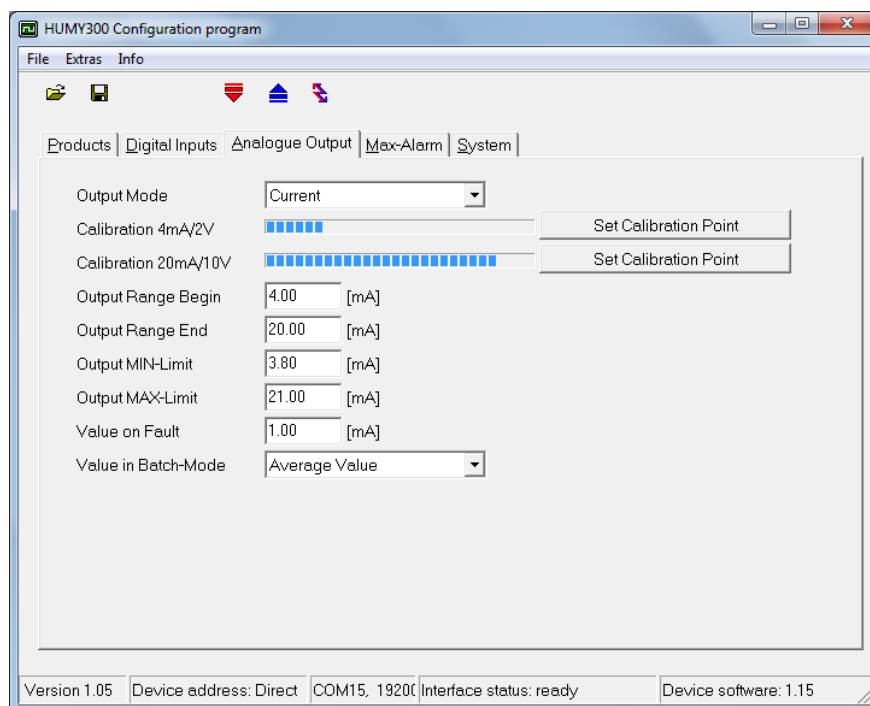 HUMY300 Configuration program
File Extras Info
Products Digital Inputs Analogue Output Max-Alarm System
Output Mode Current
Calibration 4mA/2V Set Calibration Point
Calibration 20mA/10V Set Calibration Point
Output Range Begin 4.00 [mA]
Output Range End 20.00 [mA]
Output MIN-Limit 3.80 [mA]
Output MAX-Limit 21.00 [mA]
Value on Fault 1.00 [mA]
Value in Batch-Mode Average Value
Version 1.05 Device address: Direct COM15, 1920 Interface status: ready Device software: 1.15